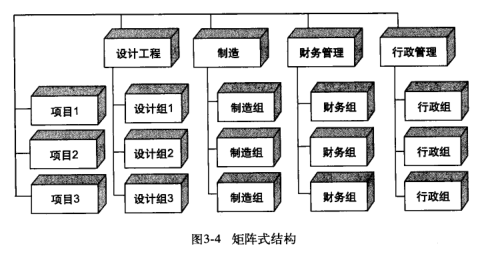 设计工程 制造 财务管理 行政管理
项目1 设计组1 制造组 财务组 行政组
项目2 设计组2 制造组 财务组 行政组
项目3 设计组3 制造组 财务组 行政组
图3-4 矩阵式结构